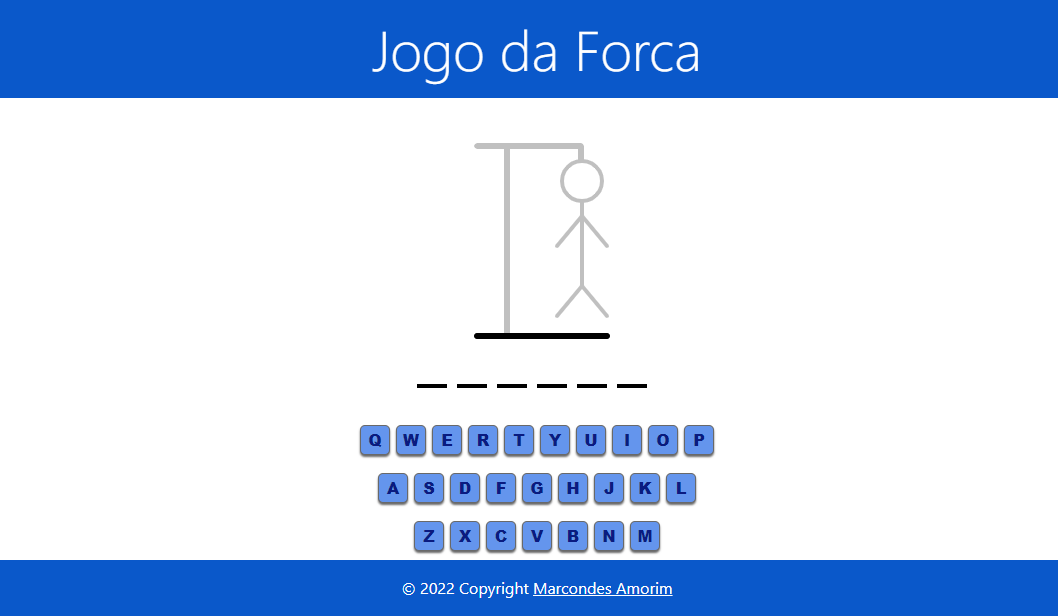 Jogo da Forca
Q W E R T Y U I O P
A S D F G H J K L
Z X C V B N M
© 2022 Copyright Marcondes Amorim